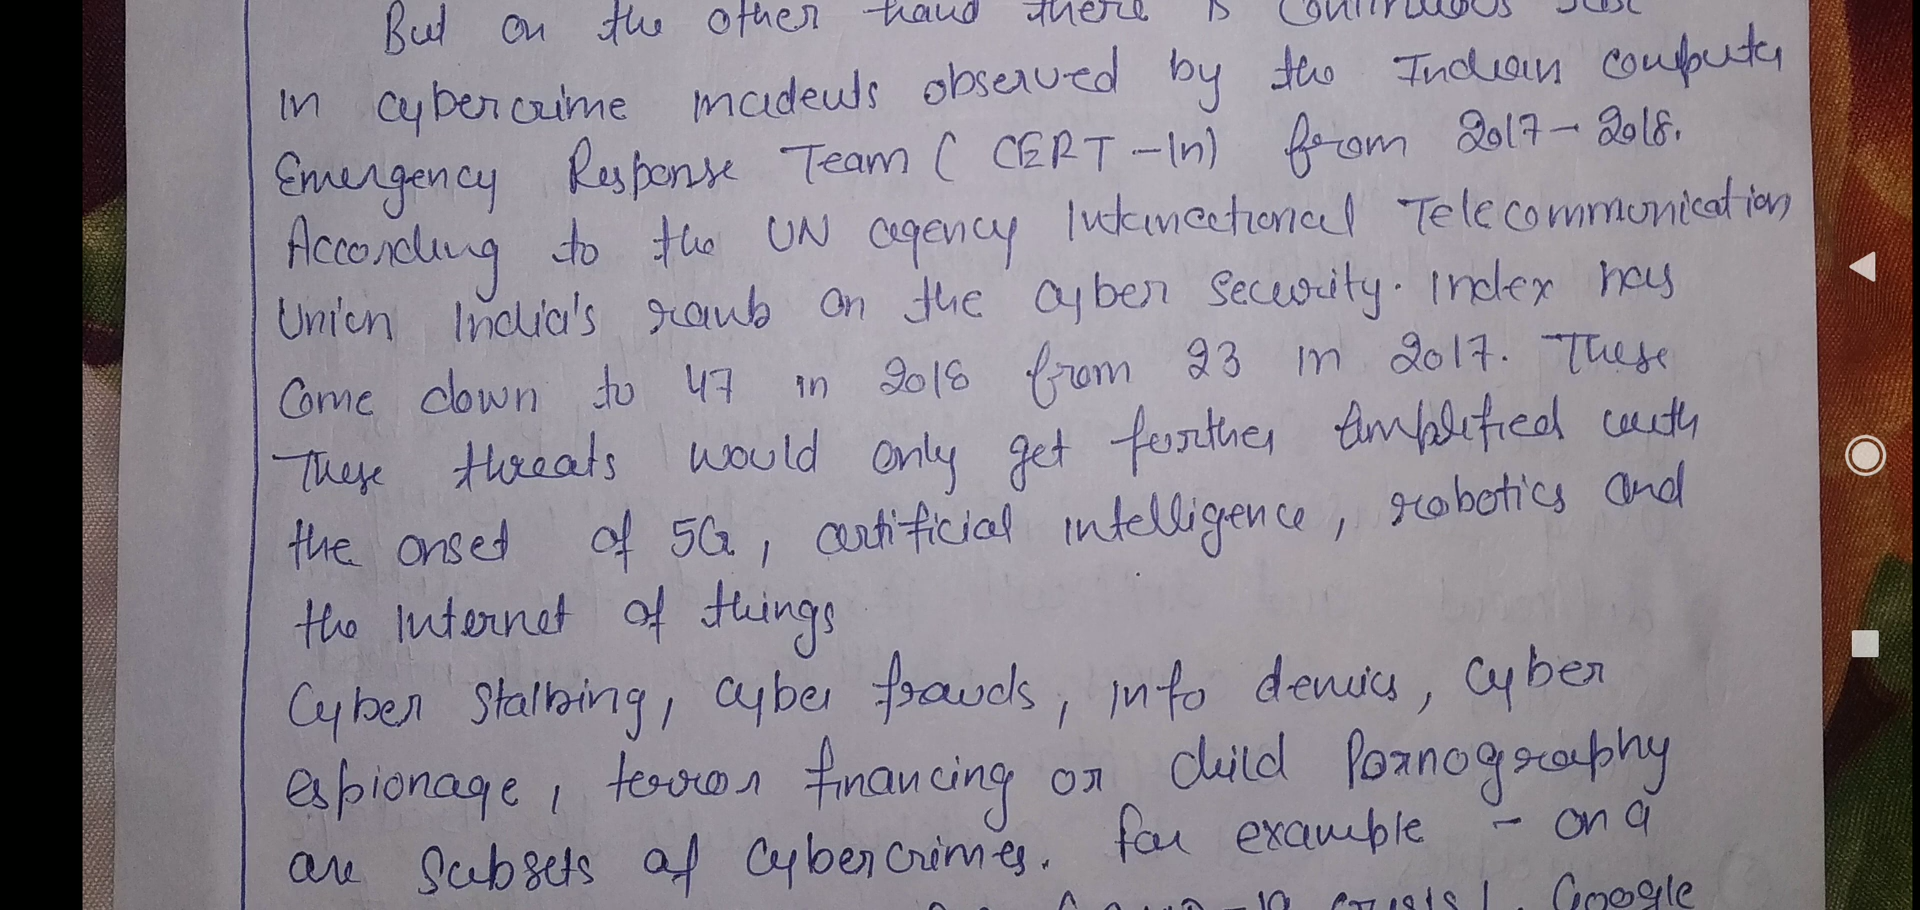 But on the other hand there is continuous
in cybercrime incidents observed by the Indian computer
Emergency Response Team ( CERT-In) from 2017 - 2018.
According to the UN agency International Telecommunication
Union India's rank on the cyber security. Index has
Come down to 47 in 2018 from 23 in 2017. These
These threats would only get further Amplified with
the onset of 5G, artificial intelligence, robotics and
the Internet of things
Cyber Stalking, cyber frauds, info demics, cyber
espionage, terror financing or child Pornography
are Subsets of cybercrimes. For example - on a
Google